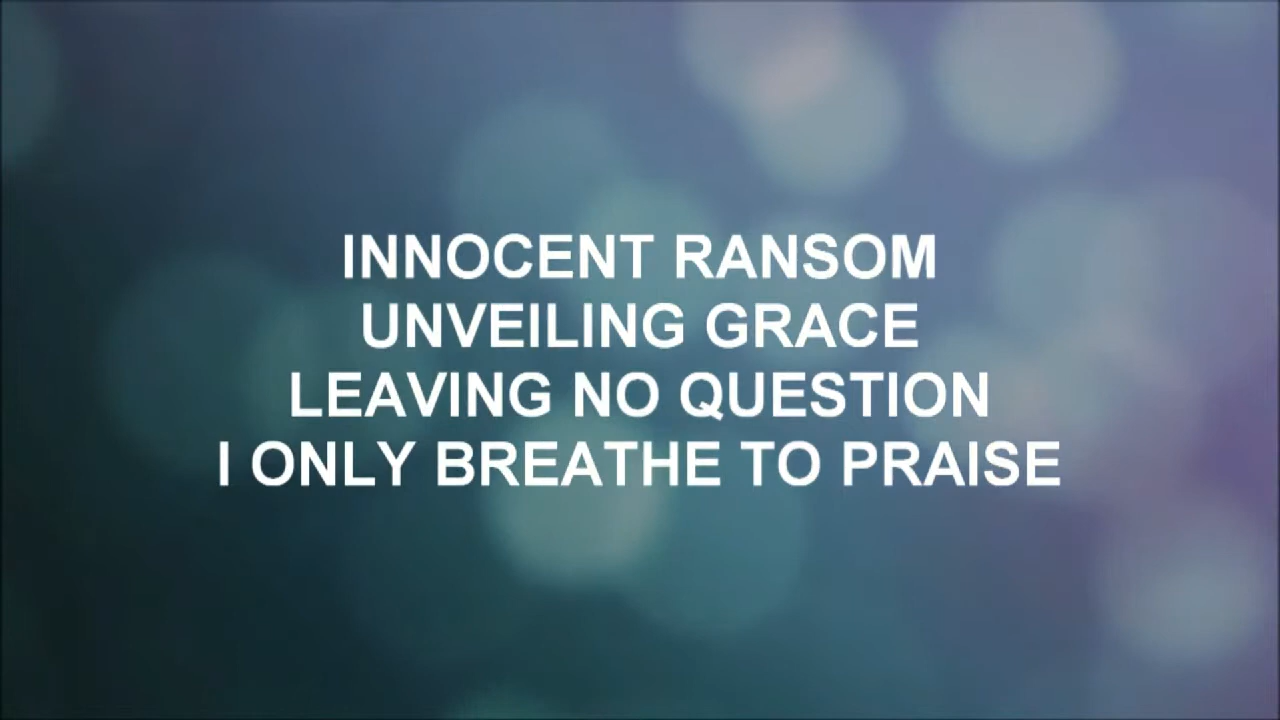 INNOCENT RANSOM
UNVEILING GRACE
LEAVING NO QUESTION
I ONLY BREATHE TO PRAISE